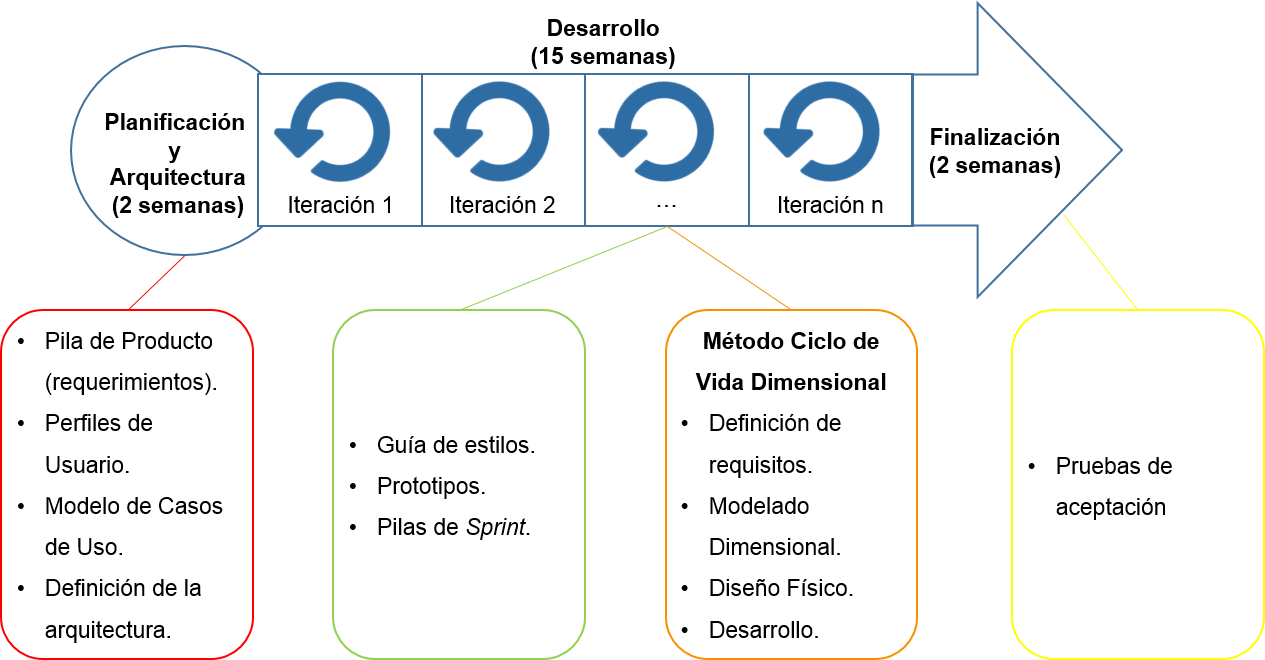 Desarrollo
(15 semanas)
Planificación
y
Arquitectura
(2 semanas)
Iteración 1
Iteración 2
...
Iteración n
Finalización
(2 semanas)
• Pila de Producto
(requerimientos).
• Perfiles de
Usuario.
• Modelo de Casos
de Uso.
• Definición de la
arquitectura.
• Guía de estilos.
• Prototipos.
• Pilas de Sprint.
Método Ciclo de
Vida Dimensional
• Definición de
requisitos.
• Modelado
Dimensional.
• Diseño Físico.
• Desarrollo.
• Pruebas de
aceptación